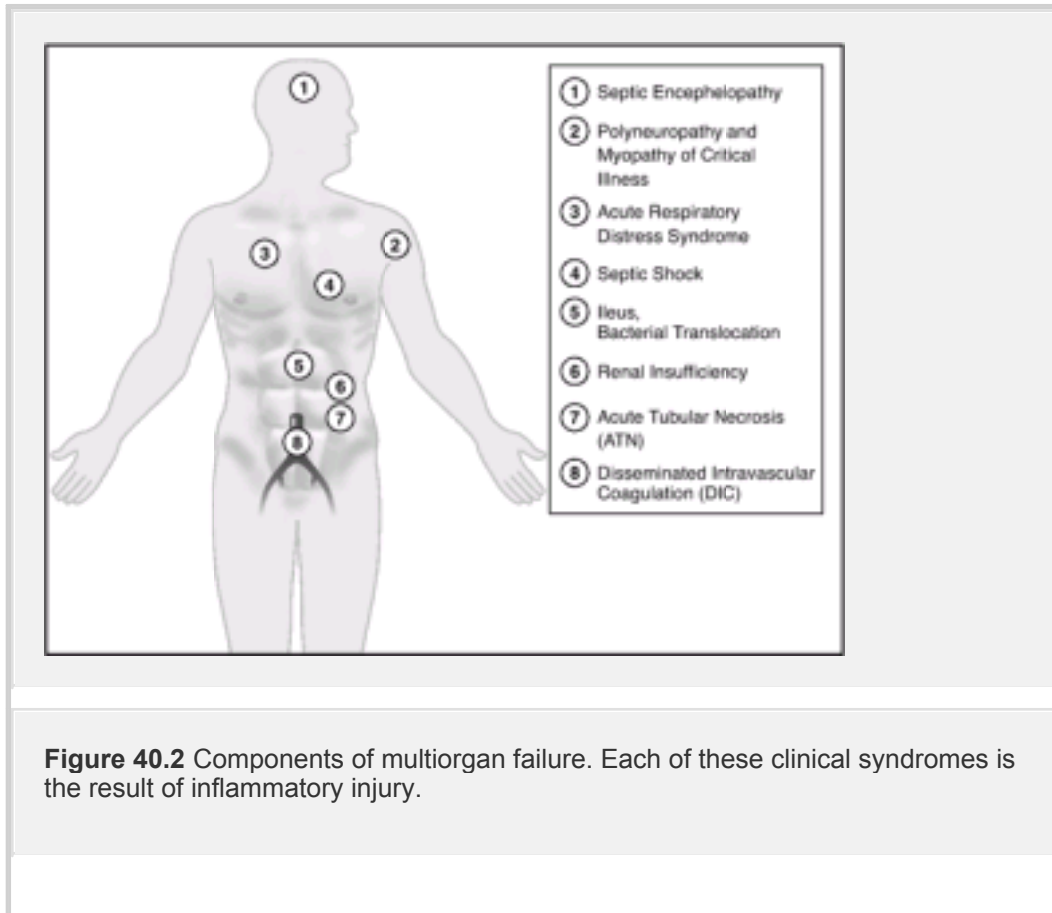 1
2
3
4
5
6
7
8
1 Septic Encephelopathy
2 Polyneuropathy and
Myopathy of Critical
Illness
3 Acute Respiratory
Distress Syndrome
4 Septic Shock
5 Ileus,
Bacterial Translocation
6 Renal Insufficiency
7 Acute Tubular Necrosis
(ATN)
8 Disseminated Intravascular
Coagulation (DIC)
Figure 40.2 Components of multiorgan failure. Each of these clinical syndromes is
the result of inflammatory injury.